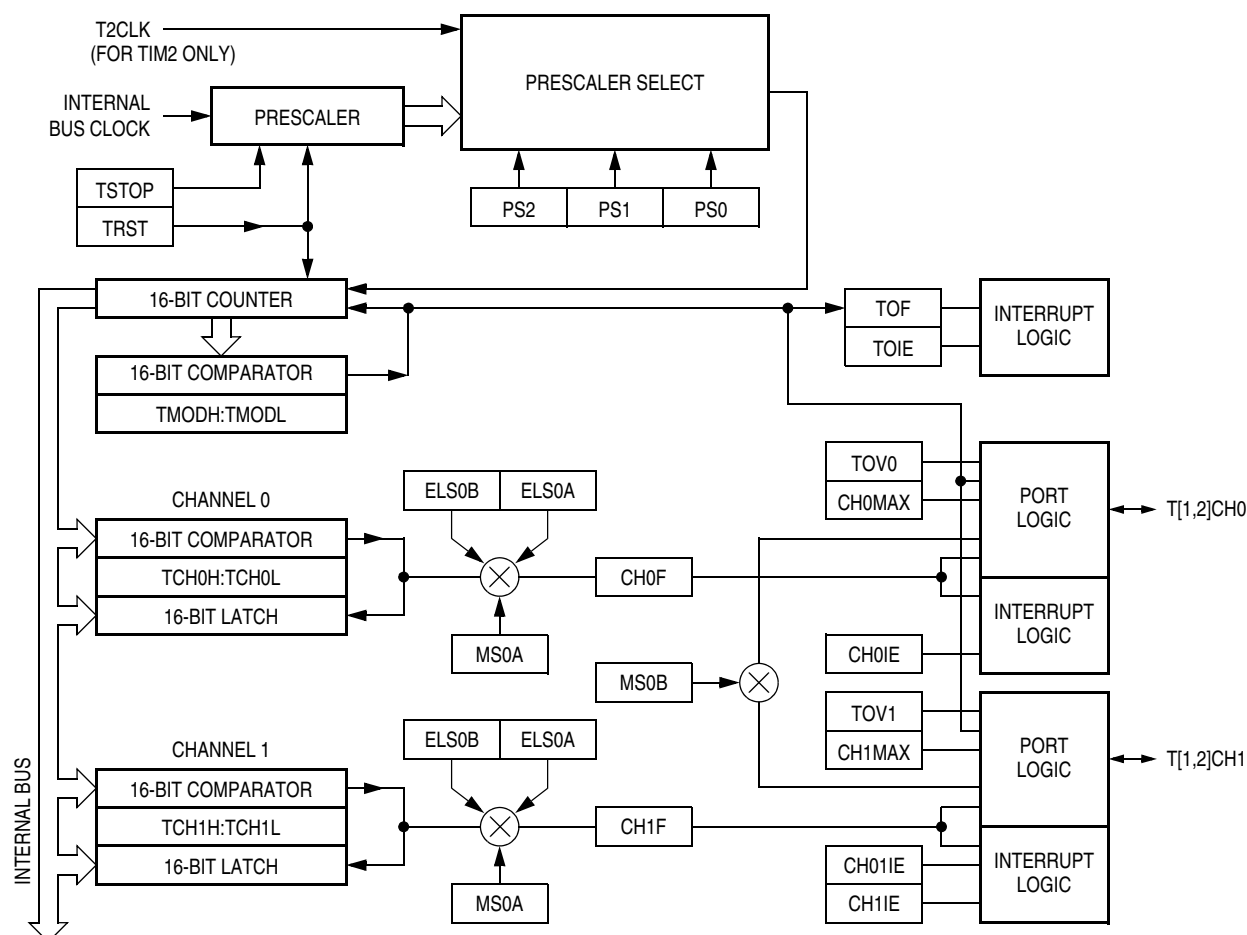 T2CLK
(FOR TIM2 ONLY)
PRESCALER SELECT
INTERNAL
BUS CLOCK
PRESCALER
TSTOP
TRST
PS2
PS1
PS0
16-BIT COUNTER
TOF
TOIE
INTERRUPT
LOGIC
16-BIT COMPARATOR
TMODH:TMODL
TOV0
CH0MAX
PORT
LOGIC
T[1,2]CH0
ELS0B
ELS0A
CHANNEL 0
16-BIT COMPARATOR
TCH0H:TCH0L
16-BIT LATCH
CH0F
MS0A
INTERRUPT
LOGIC
CH0IE
MS0B
TOV1
CH1MAX
PORT
LOGIC
T[1,2]CH1
ELS0B
ELS0A
CHANNEL 1
16-BIT COMPARATOR
TCH1H:TCH1L
16-BIT LATCH
CH1F
MS0A
CH01IE
CH1IE
INTERRUPT
LOGIC
INTERNAL BUS